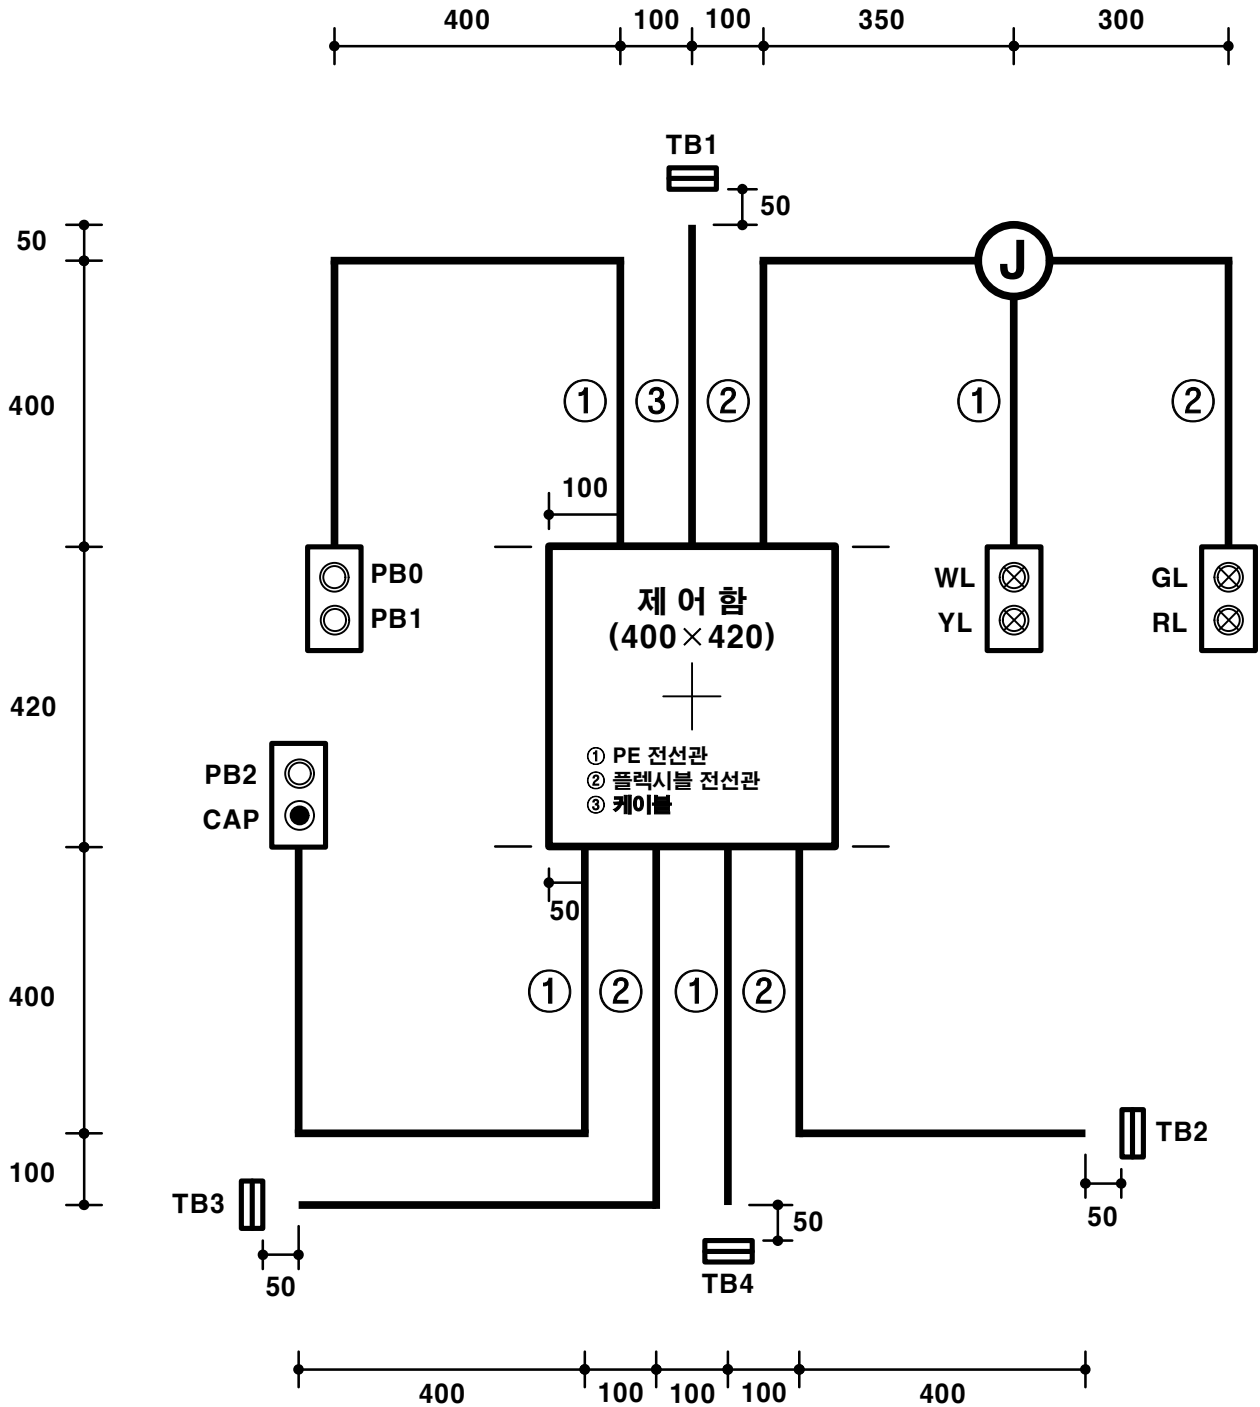 400 100 100 350 300
TB1
50
50
J
400
① ③ ② ① ②
100
PB0
PB1
WL
YL
GL
RL
제 어 함
(400×420)
420
① PE 전선관
② 플렉시블 전선관
③ 케이블
PB2
CAP
50
400
① ② ① ②
100
TB2
TB3
50
50
50
TB4
400 100 100 100 400